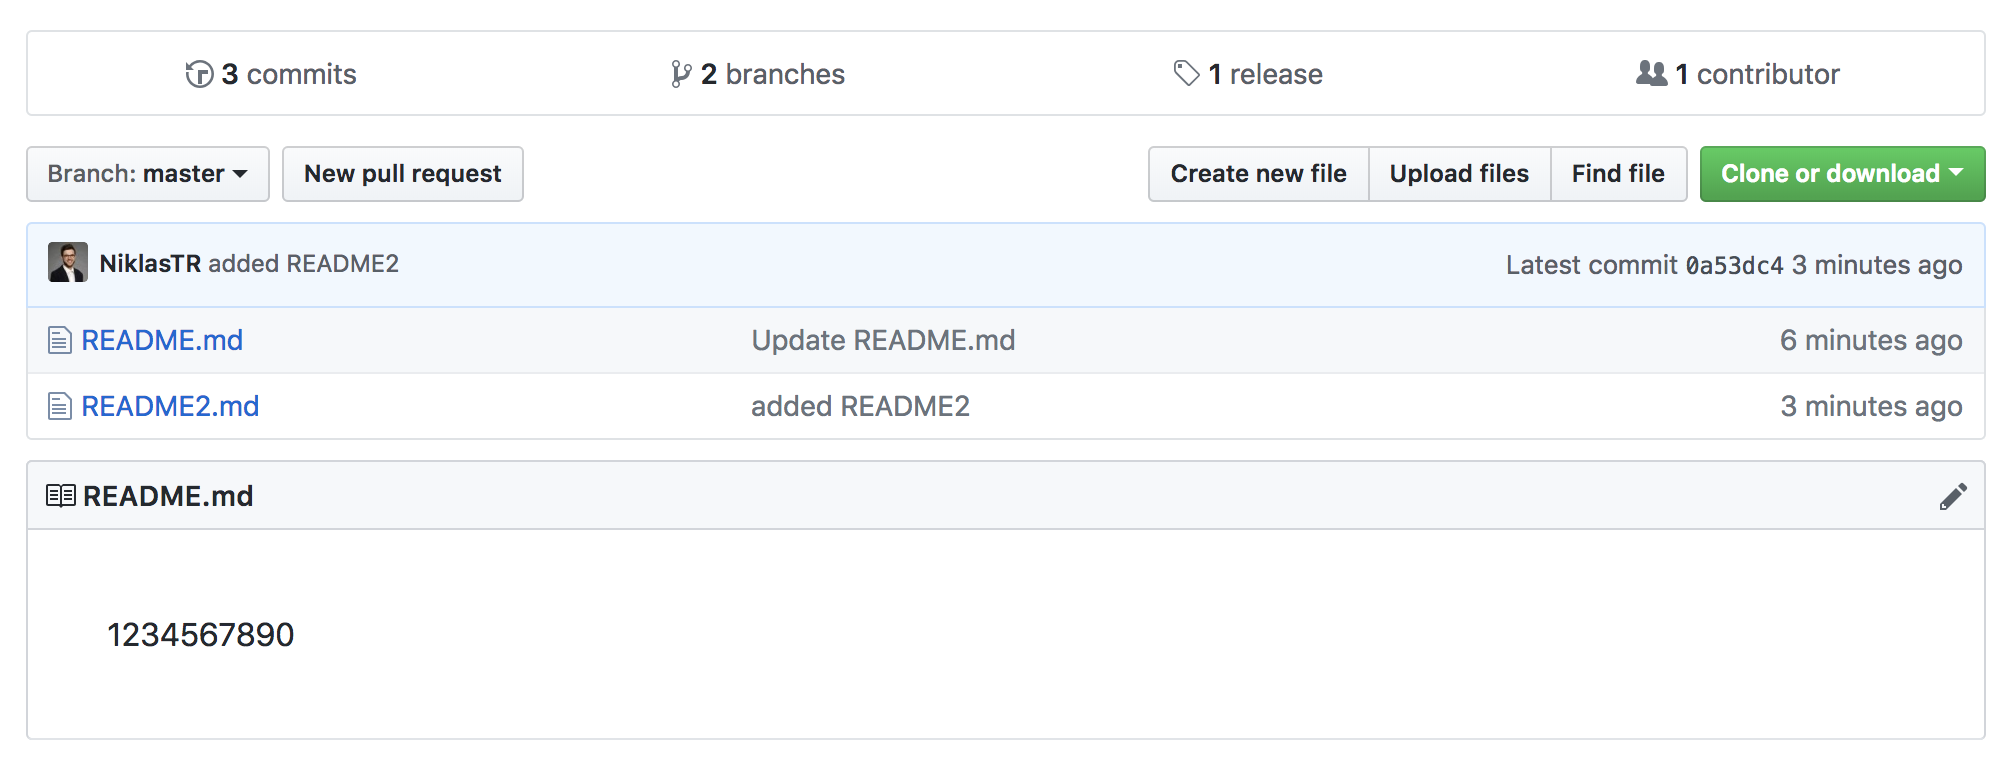 3 commits 2 branches 1 release 1 contributor
Branch: master New pull request Create new file Upload files Find file Clone or download
NiklasTR added README2 Latest commit 0a53dc4 3 minutes ago
README.md Update README.md 6 minutes ago
README2.md added README2 3 minutes ago
README.md
1234567890